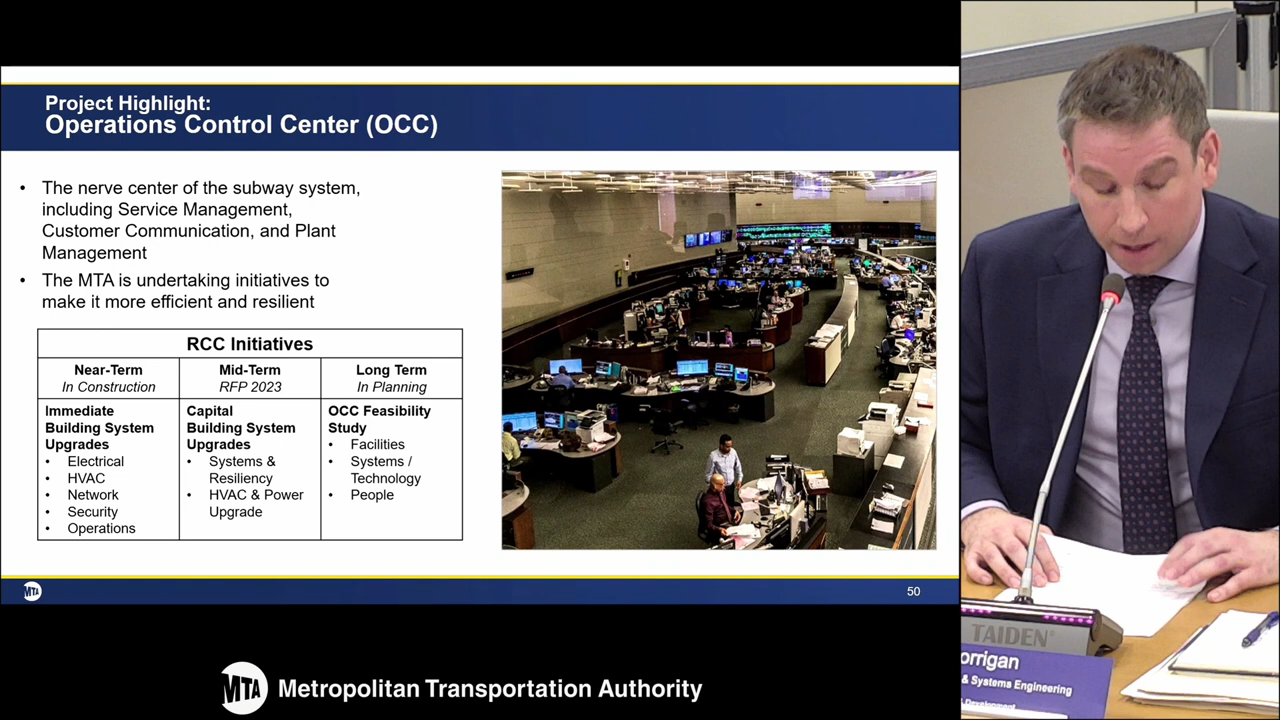 Project Highlight:
Operations Control Center (OCC)
• The nerve center of the subway system,
including Service Management,
Customer Communication, and Plant
Management
• The MTA is undertaking initiatives to
make it more efficient and resilient
RCC Initiatives
Near-Term
In Construction
Mid-Term
RFP 2023
Long Term
In Planning
Immediate
Building System
Upgrades
• Electrical
• HVAC
• Network
• Security
• Operations
Capital
Building System
Upgrades
• Systems &
Resiliency
• HVAC & Power
Upgrade
OCC Feasibility
Study
• Facilities
• Systems /
Technology
• People
MTA
50
MTA
Metropolitan Transportation Authority
TAIDEN
orrigan
& Systems Engineering
Development